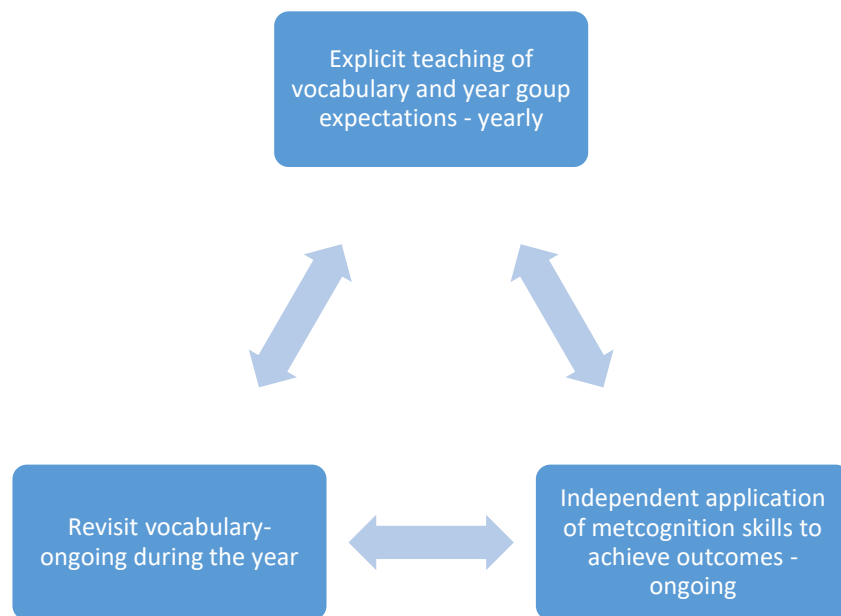 Explicit teaching of
vocabulary and year goup
expectations - yearly
Revisit vocabulary-
ongoing during the year
Independent application
of metcognition skills to
achieve outcomes -
ongoing